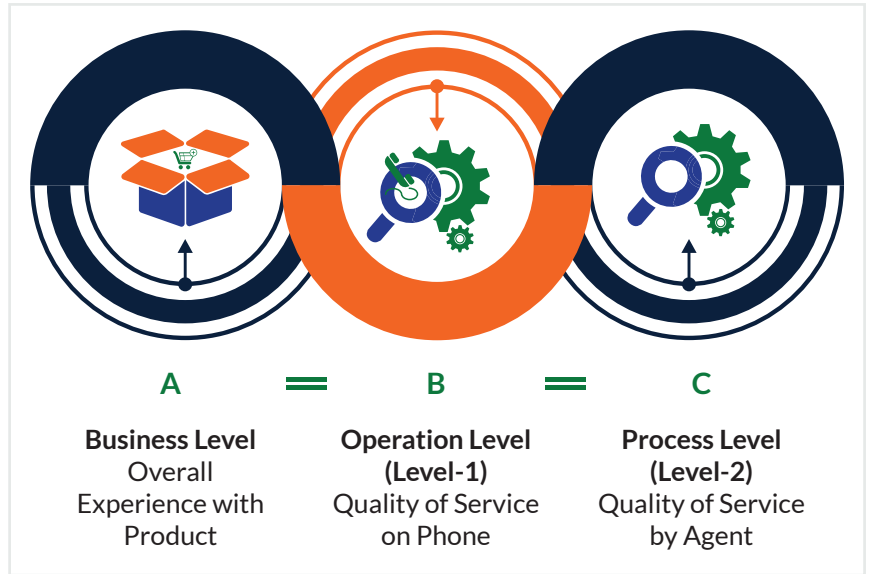 A = B = C
Business Level
Overall
Experience with
Product
Operation Level
(Level-1)
Quality of Service
on Phone
Process Level
(Level-2)
Quality of Service
by Agent